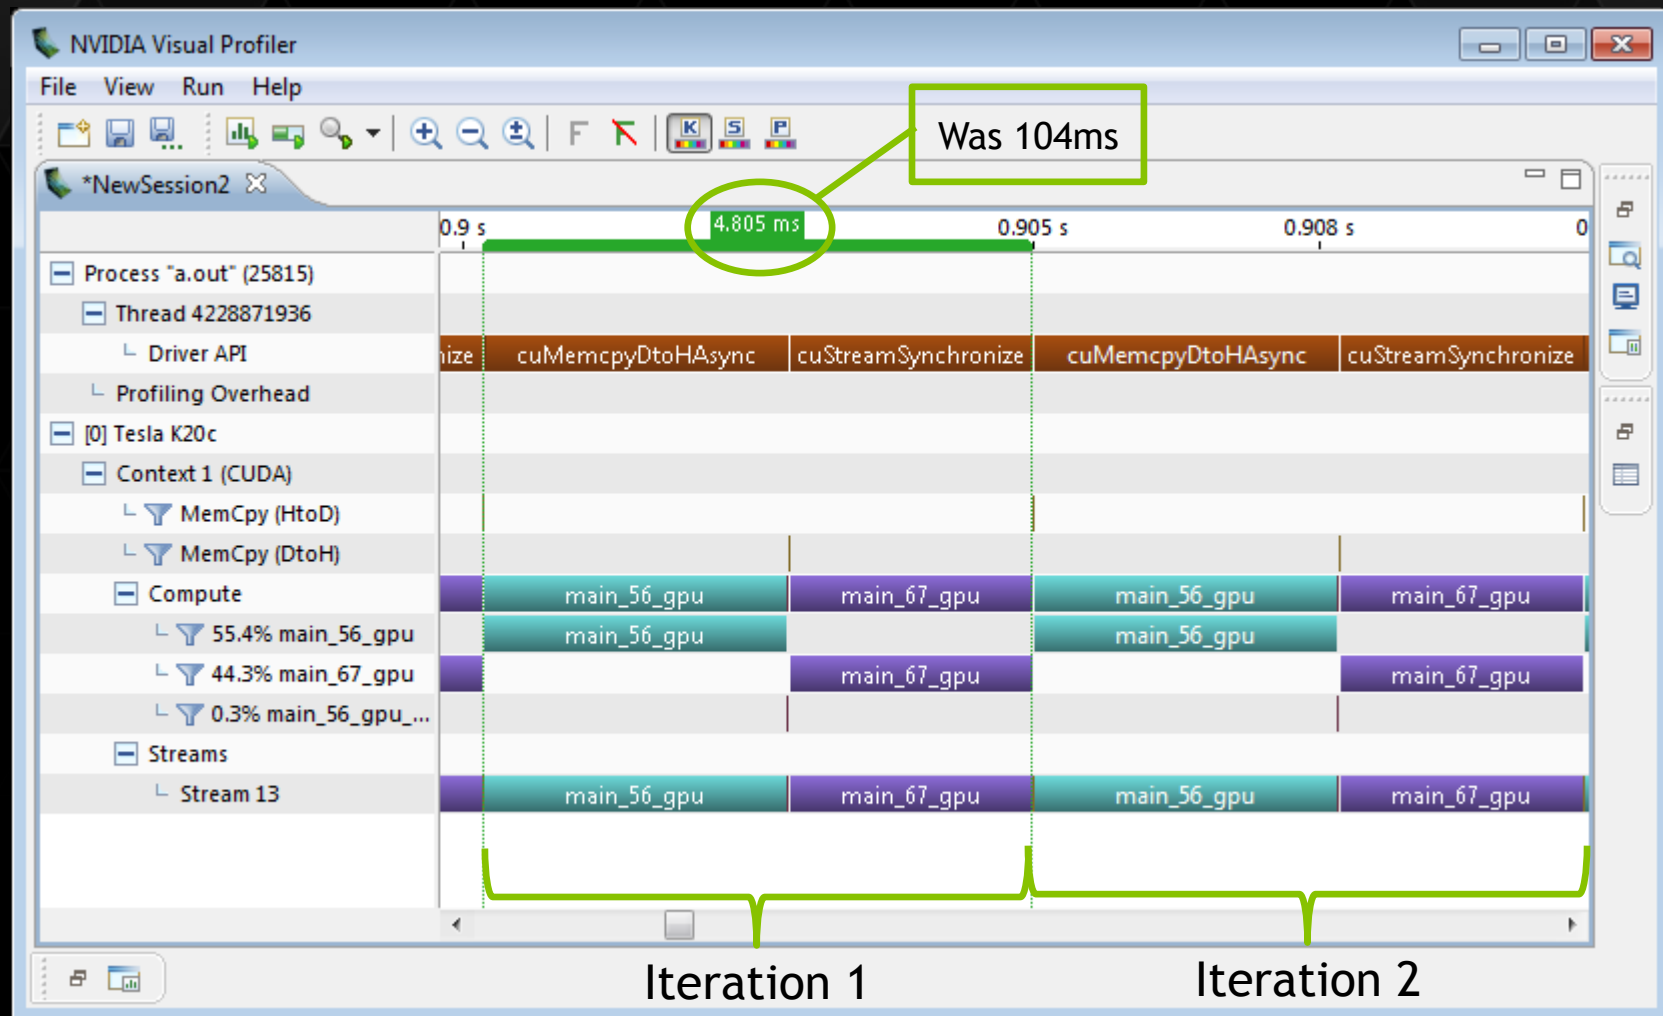 NVIDIA Visual Profiler
File View Run Help
F F K S P
Was 104ms
*NewSession2
0.9 s 4.805 ms 0.905 s 0.908 s 0
Process "a.out" (25815)
Thread 4228871936
Driver API nize cuMemcpyDtoHAsync cuStreamSynchronize cuMemcpyDtoHAsync cuStreamSynchronize
Profiling Overhead
[0] Tesla K20c
Context 1 (CUDA)
MemCpy (HtoD)
MemCpy (DtoH)
Compute main_56_gpu main_67_gpu main_56_gpu main_67_gpu
55.4% main_56_gpu main_56_gpu main_56_gpu
44.3% main_67_gpu main_67_gpu main_67_gpu
0.3% main_56_gpu_...
Streams
Stream 13 main_56_gpu main_67_gpu main_56_gpu main_67_gpu
Iteration 1 Iteration 2